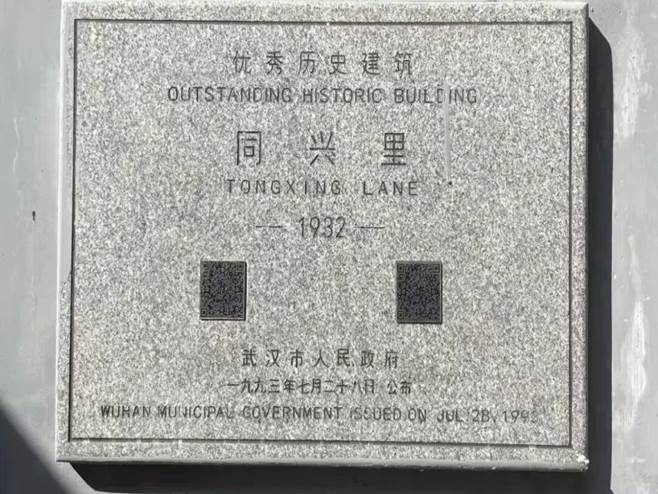 优秀历史建筑
OUTSTANDING HISTORIC BUILDING
同兴里
TONGXING LANE
— 1932 —
武汉市人民政府
一九九三年七月二十八日 公布
WUHAN MUNICIPAL GOVERNMENT ISSUED ON JUL.28,1993